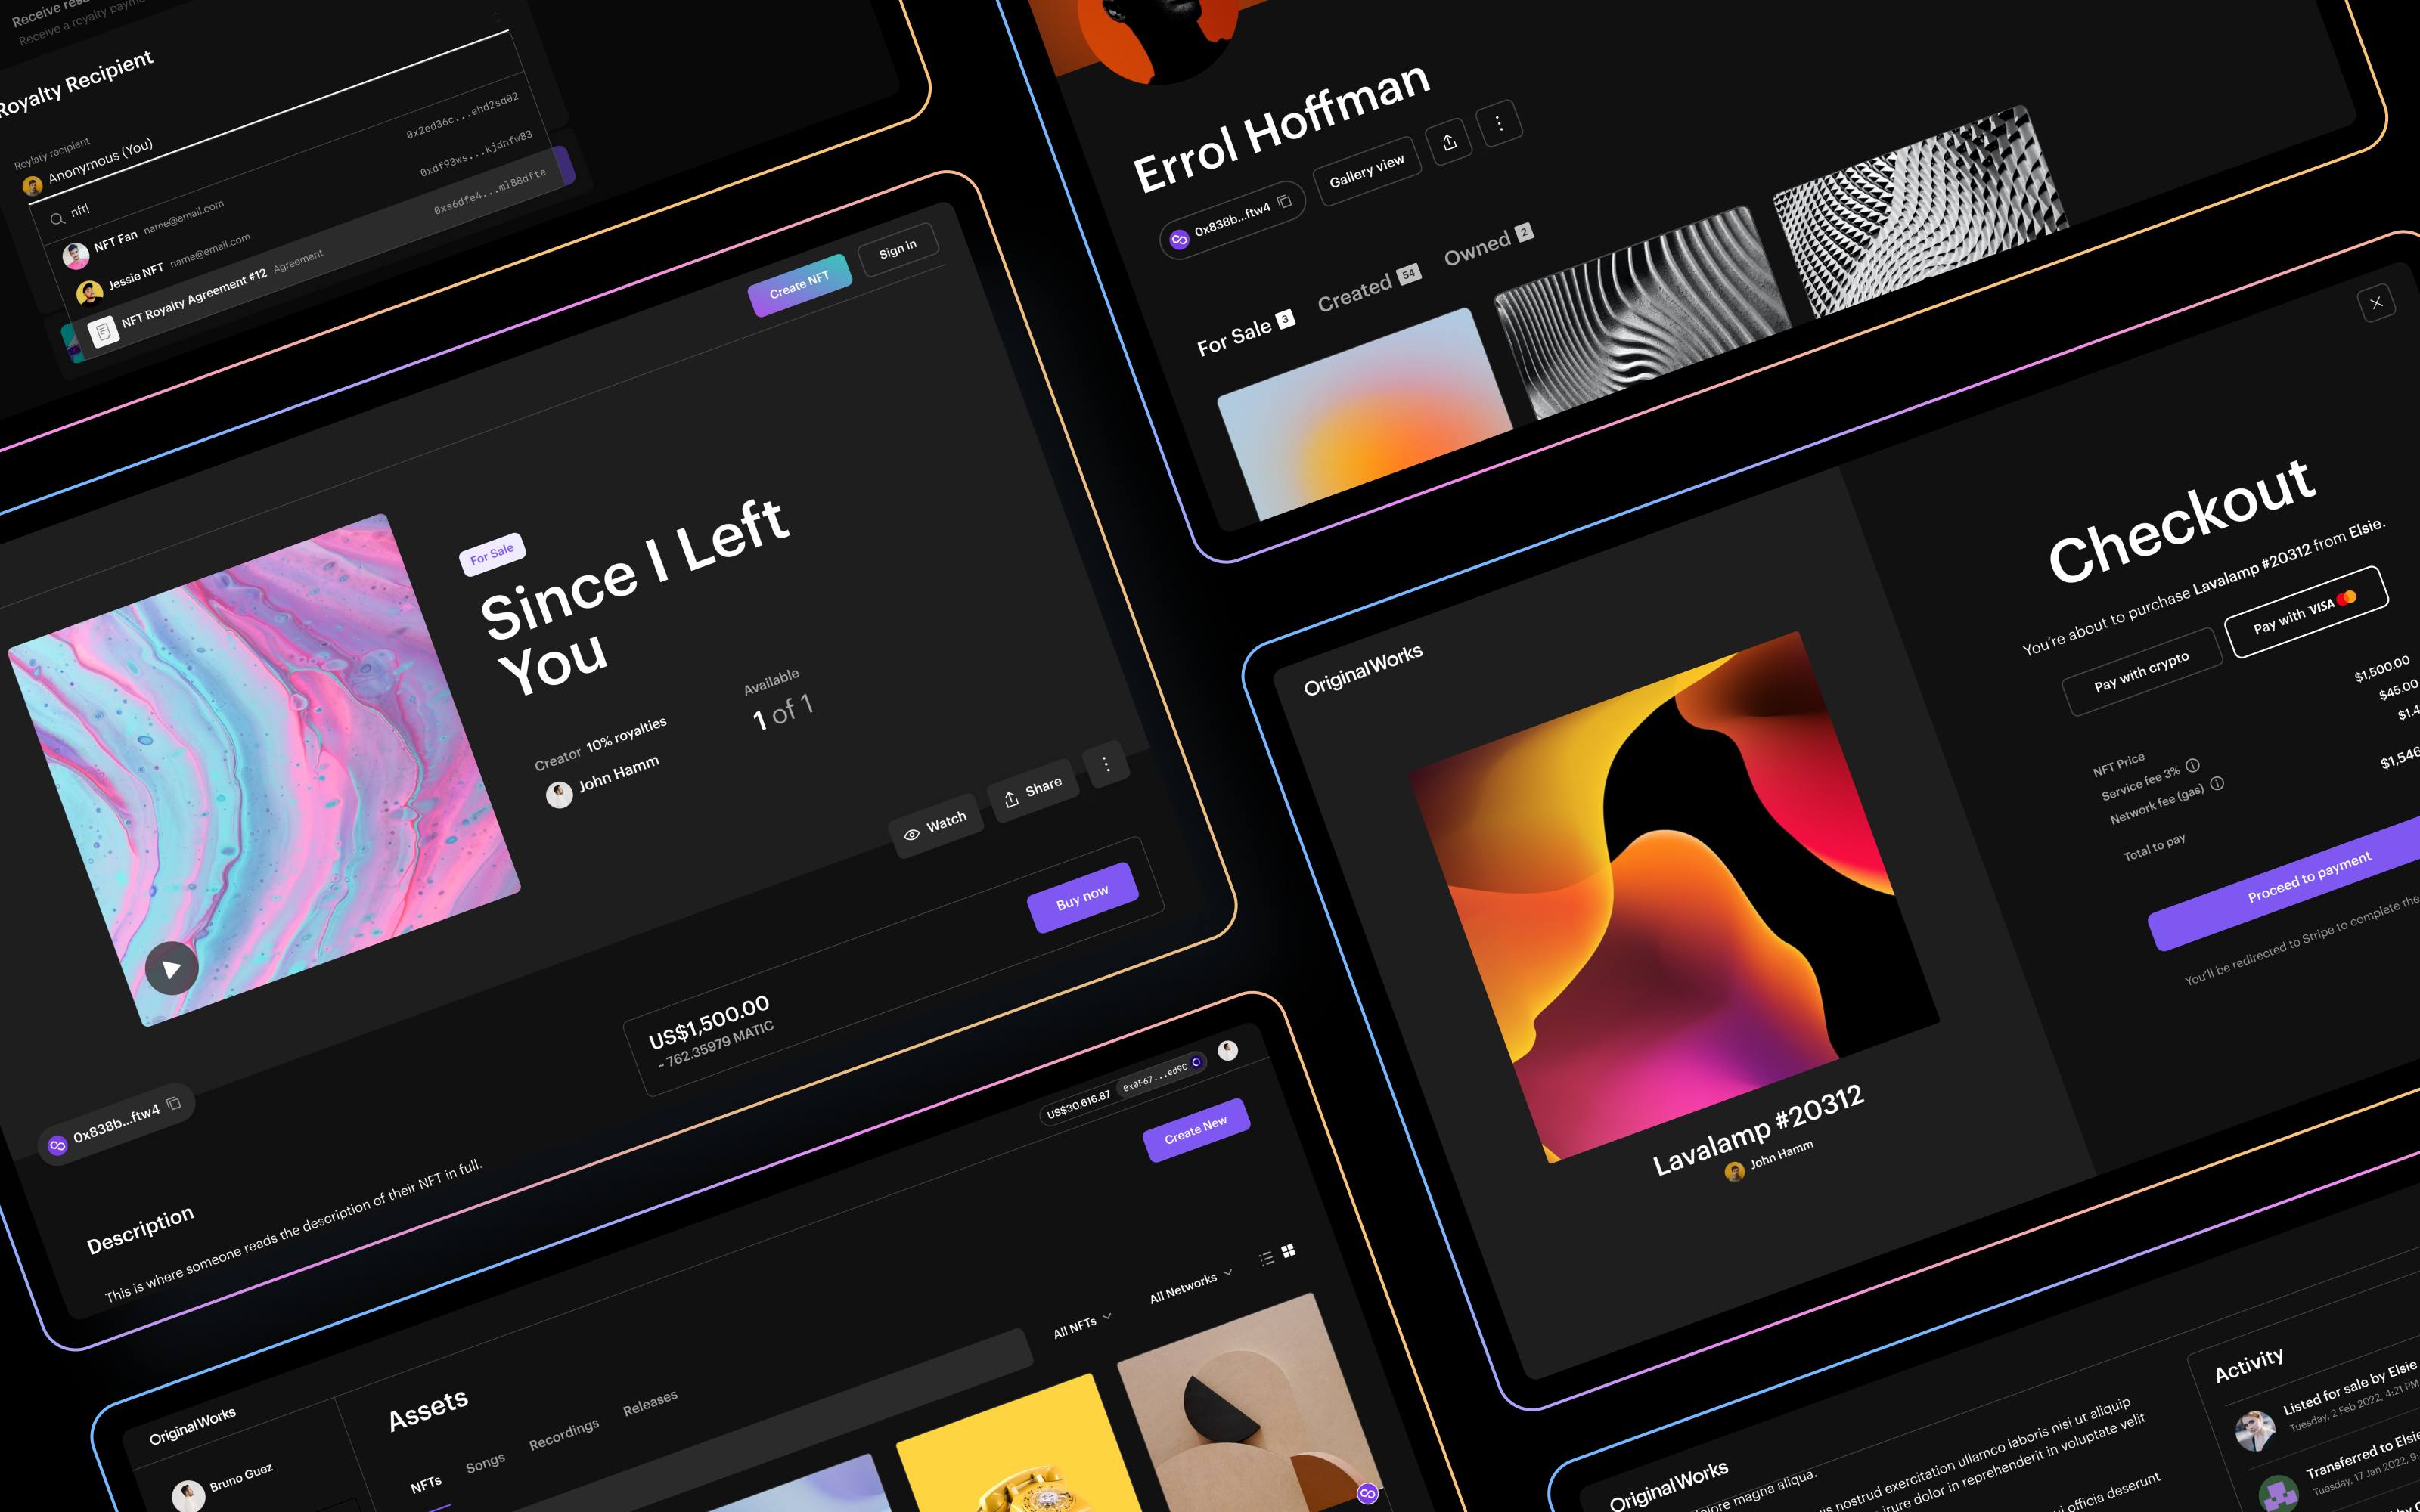 Receive a royalty
Royalty Recipient
Roylaty recipient
Anonymous (You)
nft
NFT Fan name@email.com 0x2ed36c...ehd2sd02
Jessie NFT name@email.com 0xdf93ws...kjdnfw83
NFT Royalty Agreement #12 Agreement 0xs6dfe4...ml88dfte
Errol Hoffman
0x838b...ftw4
Gallery view
For Sale 3
Created 54
Owned 2
Create NFT
Sign in
For Sale
Since I Left
You
Creator 10% royalties
John Hamm
Available
1 of 1
Watch
Share
US$1,500.00
~ 762.35979 MATIC
Buy now
0x838b...ftw4
Description
This is where someone reads the description of their NFT in full.
OriginalWorks
Lavalamp #20312
John Hamm
Checkout
You're about to purchase Lavalamp #20312 from Elsie.
Pay with crypto
Pay with VISA
NFT Price $1,500.00
Service fee 3% $45.00
Network fee (gas) $1.4
Total to pay $1,546
Proceed to payment
You'll be redirected to Stripe to complete the
US$30,616.87
0x0F67...ed9C
Create New
OriginalWorks
Bruno Guez
Assets
NFTs
Songs
Recordings
Releases
All NFTs
All Networks
OriginalWorks
magna aliqua.
nostrud exercitation ullamco laboris nisi ut aliquip
irure dolor in reprehenderit in voluptate velit
officia deserunt
Activity
Listed for sale by Elsie
Tuesday, 2 Feb 2022, 4:21 PM
Transferred to Elsie
Tuesday, 17 Jan 2022,